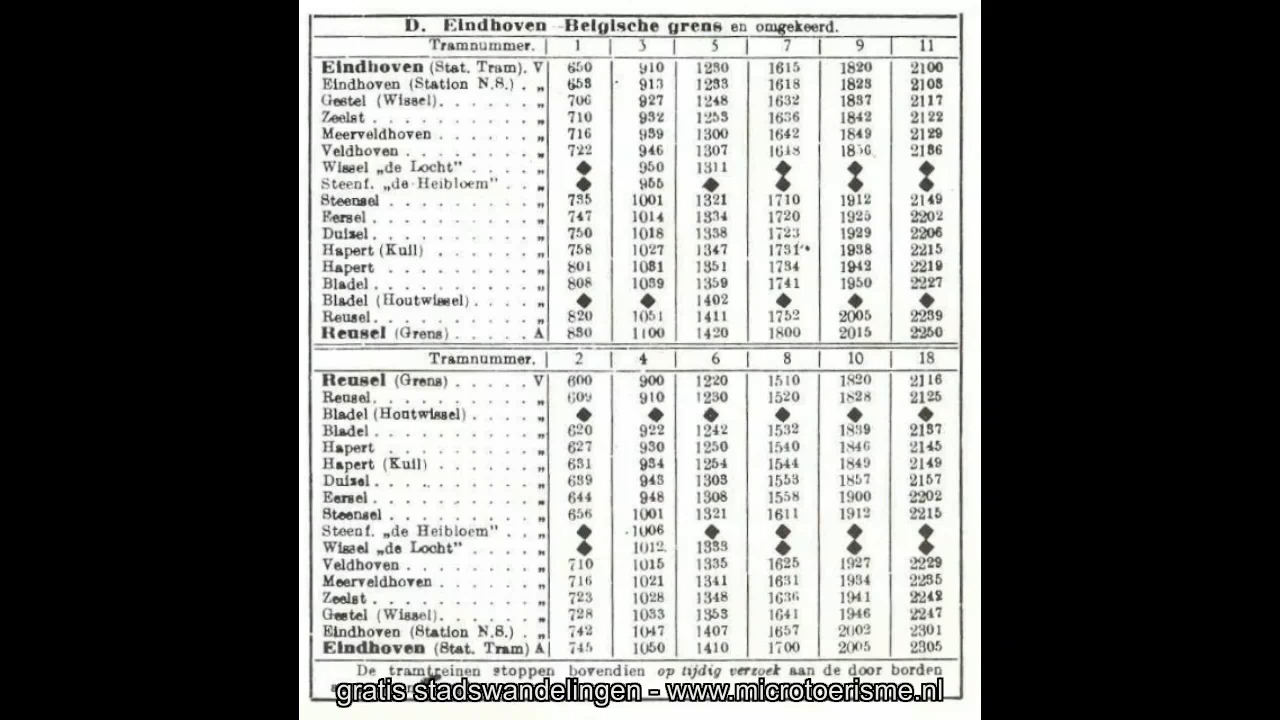 D. Eindhoven-Belgische grens en omgekeerd.
Tramnummer. | 1 | 3 | 5 | 7 | 9 | 11
Eindhoven (Stat. Tram). V 650 910 1230 1615 1820 2100
Eindhoven (Station N.S.) . „ 653 913 1233 1618 1823 2103
Gestel (Wissel). . . . . . . „ 706 927 1248 1632 1837 2117
Zeelst . . . . . . . . . . „ 710 932 1253 1636 1842 2122
Meerveldhoven . . . . . . . „ 716 939 1300 1642 1849 2129
Veldhoven . . . . . . . . . „ 722 946 1307 1648 1856 2136
Wissel „de Locht” . . . . „ ◆ 950 1311 ◆ ◆ ◆
Steenf. „de Heibloem” . . „ ◆ 955 ◆ ◆ ◆ ◆
Steensel . . . . . . . . . „ 735 1001 1321 1710 1912 2149
Eersel . . . . . . . . . . „ 747 1014 1334 1720 1925 2202
Duizel . . . . . . . . . . „ 750 1018 1338 1723 1929 2206
Hapert (Kuil) . . . . . . „ 758 1027 1347 1731 1938 2215
Hapert . . . . . . . . . „ 801 1031 1351 1734 1942 2219
Bladel . . . . . . . . . . „ 808 1039 1359 1741 1950 2227
Bladel (Houtwissel) . . . . „ ◆ ◆ 1402 ◆ ◆ ◆
Reusel . . . . . . . . . . „ 820 1051 1411 1752 2005 2239
Reusel (Grens) . . . . . A 830 1100 1420 1800 2015 2250
Tramnummer. | 2 | 4 | 6 | 8 | 10 | 18
Reusel (Grens) . . . . . V 600 900 1220 1510 1820 2116
Reusel . . . . . . . . . . „ 609 910 1230 1520 1828 2125
Bladel (Houtwissel) . . . . „ ◆ ◆ ◆ ◆ ◆ ◆
Bladel . . . . . . . . . . „ 620 922 1242 1532 1839 2137
Hapert . . . . . . . . . „ 627 930 1250 1540 1846 2145
Hapert (Kuil) . . . . . . „ 631 934 1254 1544 1849 2149
Duizel . . . . . . . . . . „ 639 943 1303 1553 1857 2157
Eersel . . . . . . . . . . „ 644 948 1308 1558 1900 2202
Steensel . . . . . . . . . „ 656 1001 1321 1611 1912 2215
Steenf. „de Heibloem” . . „ ◆ 1006 ◆ ◆ ◆ ◆
Wissel „de Locht” . . . . „ ◆ 1012 1333 ◆ ◆ ◆
Veldhoven . . . . . . . . „ 710 1015 1335 1625 1927 2229
Meerveldhoven . . . . . . . „ 716 1021 1341 1631 1934 2235
Zeelst . . . . . . . . . . „ 723 1028 1348 1636 1941 2242
Gestel (Wissel). . . . . . . „ 728 1033 1353 1641 1946 2247
Eindhoven (Station N.S.) . „ 742 1047 1407 1657 2002 2301
Eindhoven (Stat. Tram) A 745 1050 1410 1700 2005 2305
De tramtreinen stoppen bovendien op tijdig verzoek aan de door borden
gratis stadswandelingen - www.microtoerisme.nl